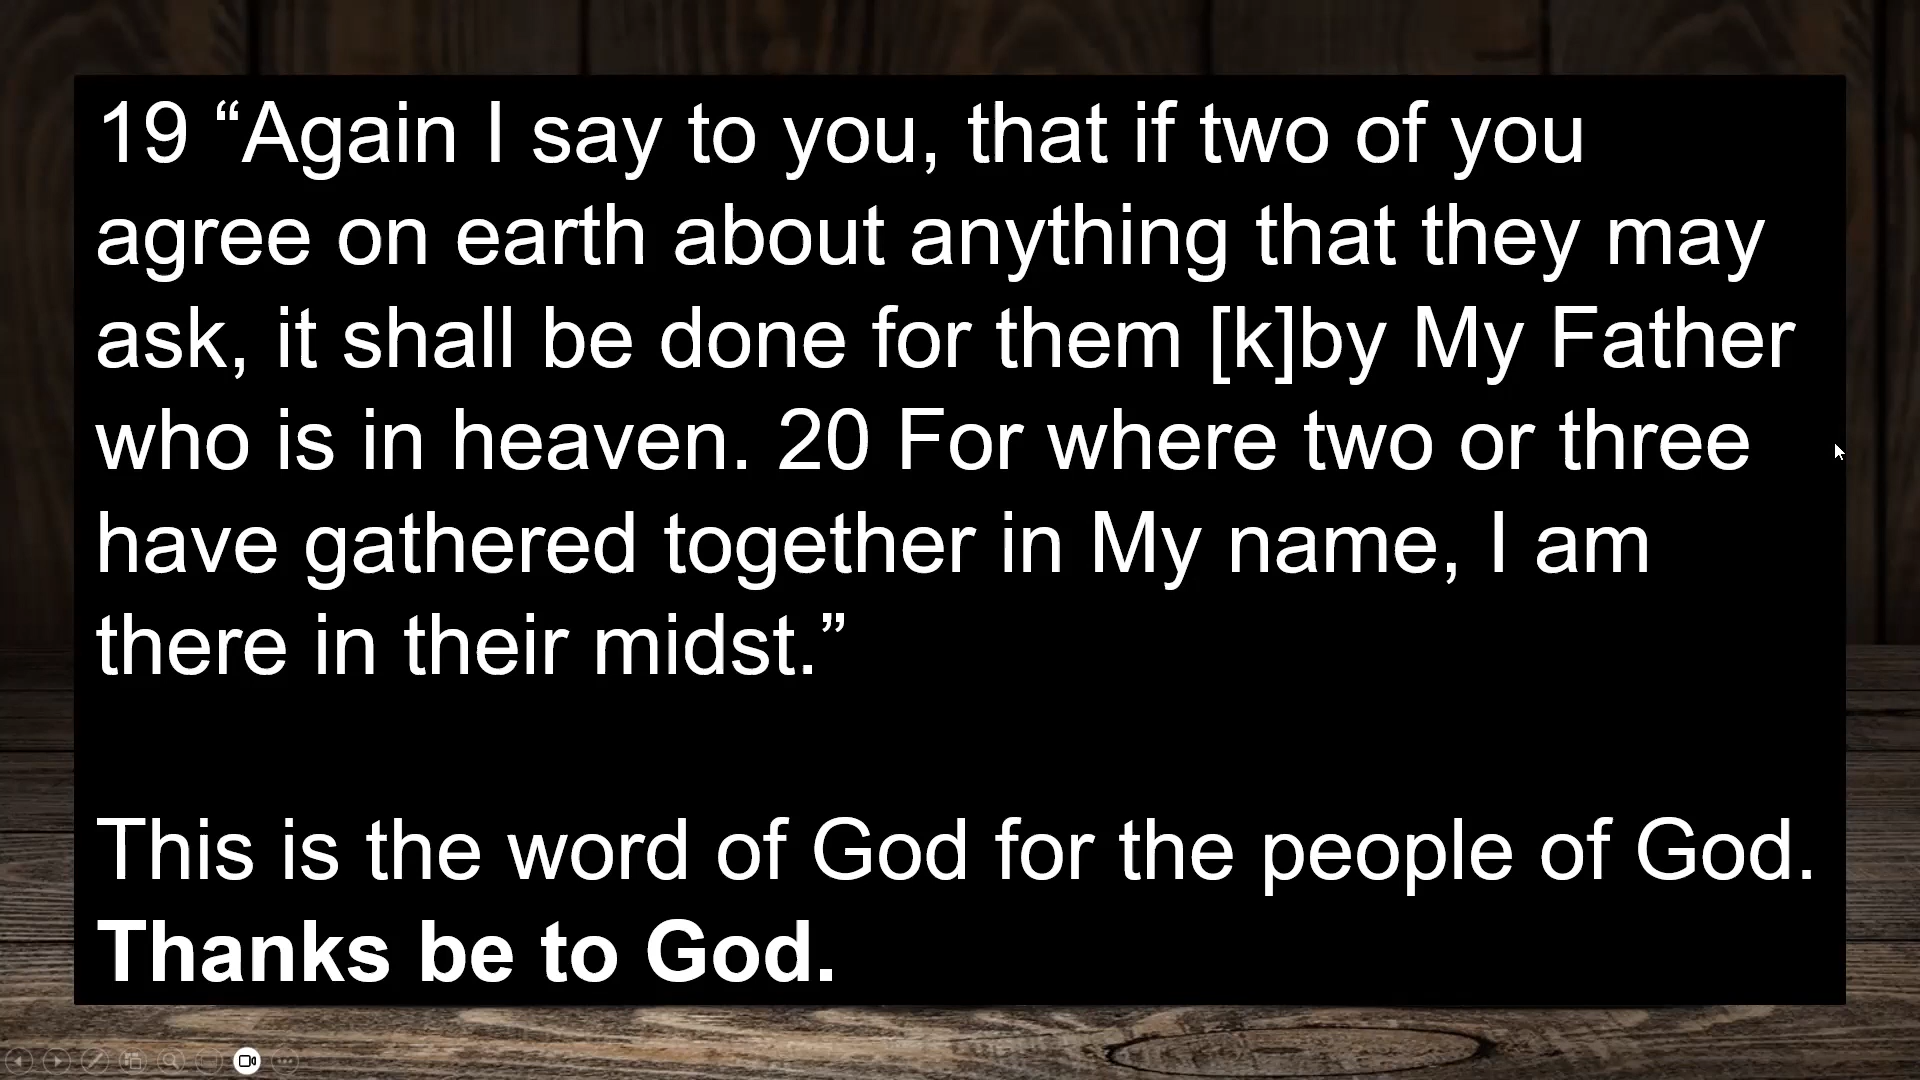 19 “Again I say to you, that if two of you
agree on earth about anything that they may
ask, it shall be done for them [k]by My Father
who is in heaven. 20 For where two or three
have gathered together in My name, I am
there in their midst.”
This is the word of God for the people of God.
Thanks be to God.